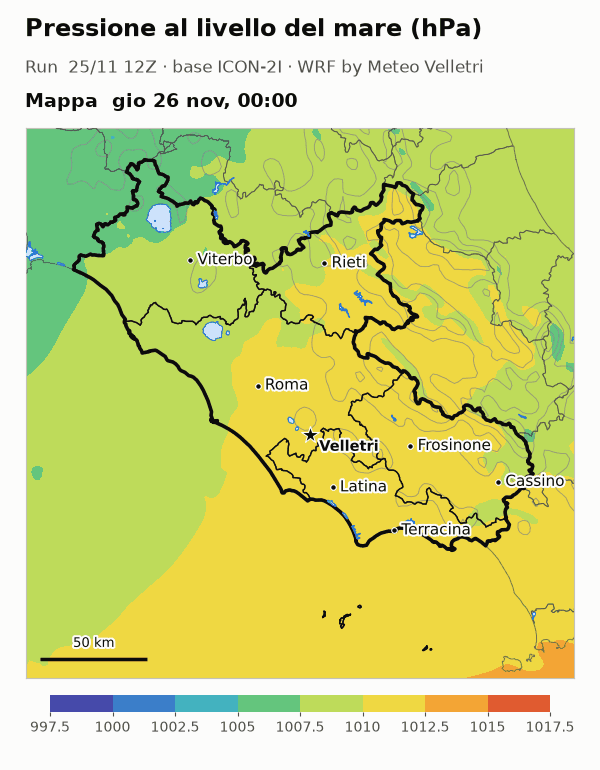 Pressione al livello del mare (hPa)
Run  25/11 12Z · base ICON-2I · WRF by Meteo Velletri
Mappa  gio 26 nov, 00:00
Viterbo
Rieti
Roma
Velletri
Frosinone
Cassino
Latina
Terracina
50 km
997.5 1000 1002.5 1005 1007.5 1010 1012.5 1015 1017.5